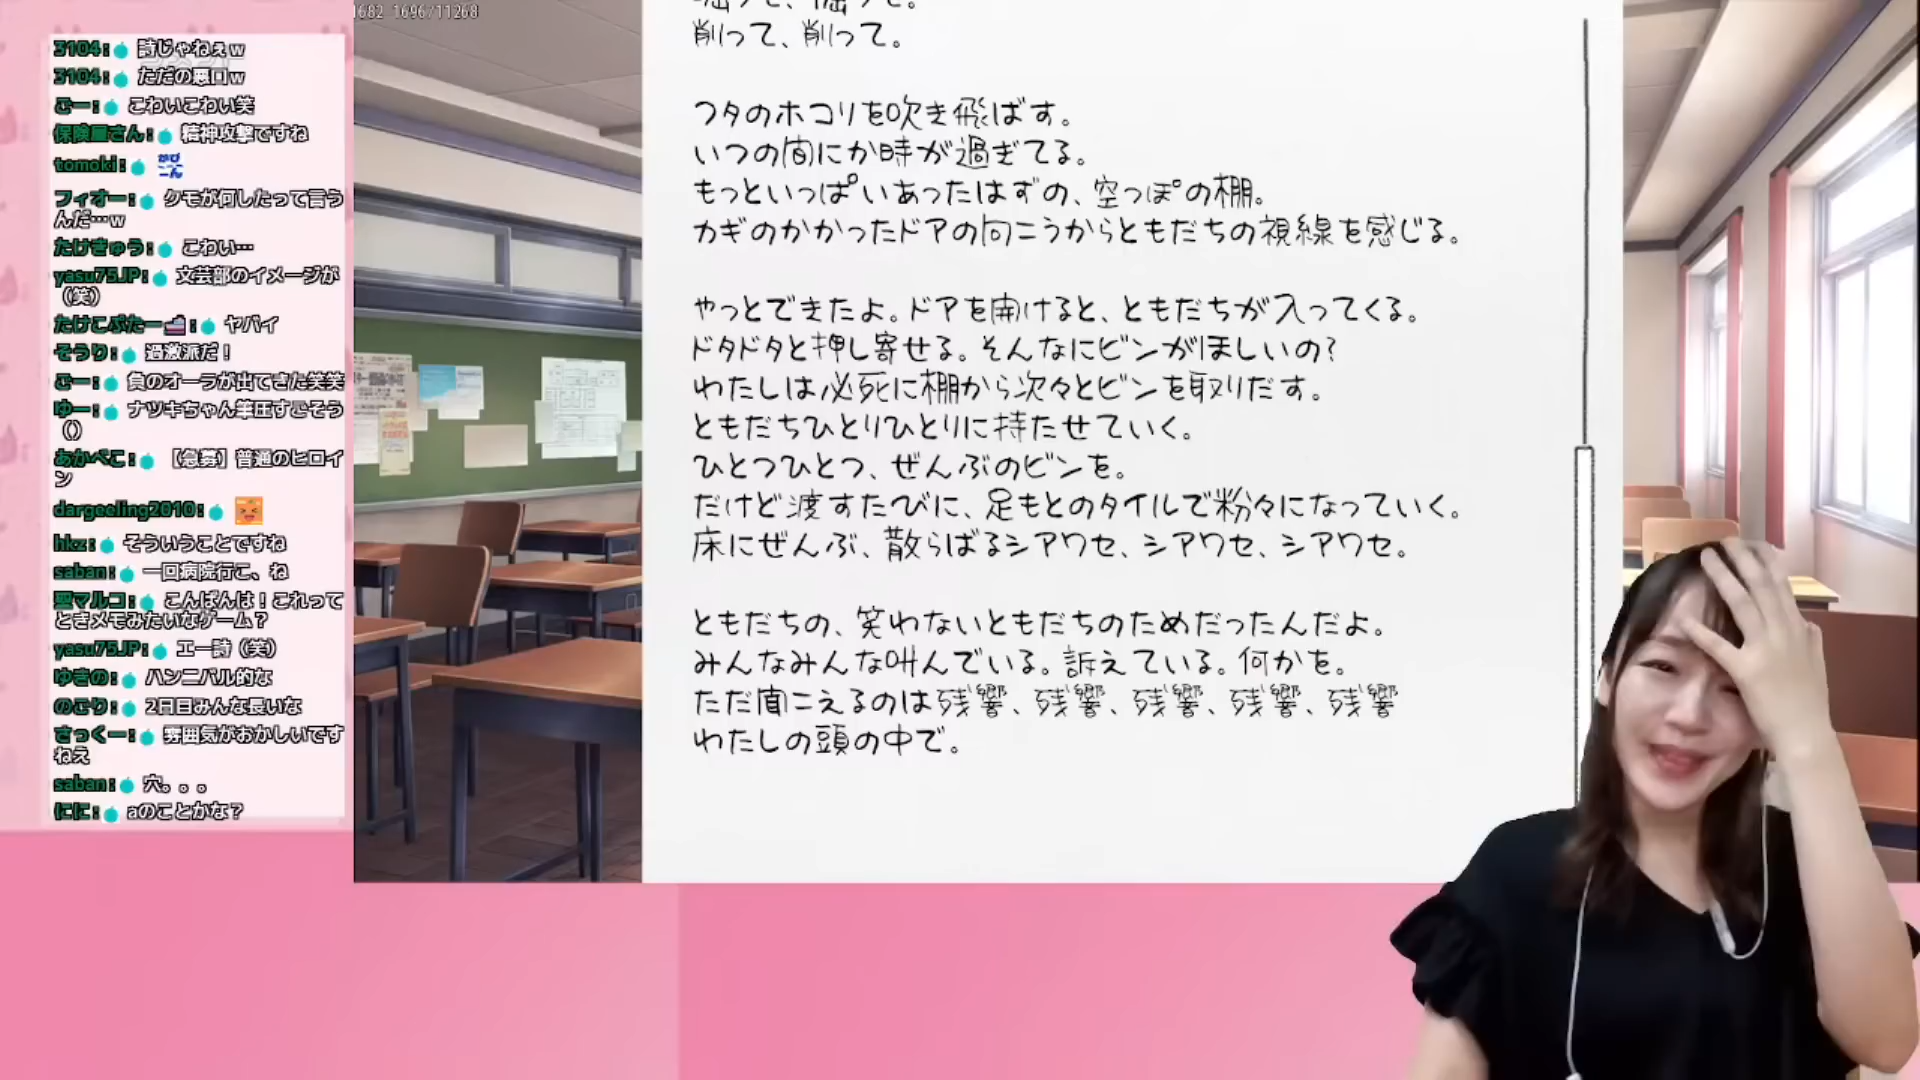 3104: 詩じゃねぇw
3104: ただの悪口w
ごー: こわいこわい笑
保険屋さん: 精神攻撃ですね
tomoki:
フィオー: クモが何したって言う
んだ…w
たけきゅう: こわい…
yasu75JP: 文芸部のイメージが
(笑)
たけこぷたー: ヤバイ
そうり: 過激派だ!
ごー: 負のオーラが出てきた笑笑
ゆー: ナツキちゃん筆圧すごそう
()
あかべこ: 【急募】普通のヒロイ
ン
dargeeling2010:
hkz: そういうことですね
saban: 一回病院行こ、ね
聖マルコ: こんばんは!これって
ときメモみたいなゲーム?
yasu75JP: エー詩(笑)
ゆきの: ハンニバル的な
のこり: 2日目みんな長いな
さっくー: 雰囲気がおかしいです
ねえ
saban: 穴。。。
にに: aのことかな?
1682 1696/11268
削って、削って。
フタのホコリを吹き飛ばす。
いつの間にか時が過ぎてる。
もっといっぱいあったはずの、空っぽの棚。
カギのかかったドアの向こうからともだちの視線を感じる。
やっとできたよ。ドアを開けると、ともだちが入ってくる。
ドタドタと押し寄せる。そんなにビンがほしいの?
わたしは必死に棚から次々とビンを取りだす。
ともだちひとりひとりに持たせていく。
ひとつひとつ、ぜんぶのビンを。
だけど渡すたびに、足もとのタイルで粉々になっていく。
床にぜんぶ、散らばるシアワセ、シアワセ、シアワセ。
ともだちの、笑わないともだちのためだったんだよ。
みんなみんな叫んでいる。訴えている。何かを。
ただ聞こえるのは残響、残響、残響、残響、残響
わたしの頭の中で。